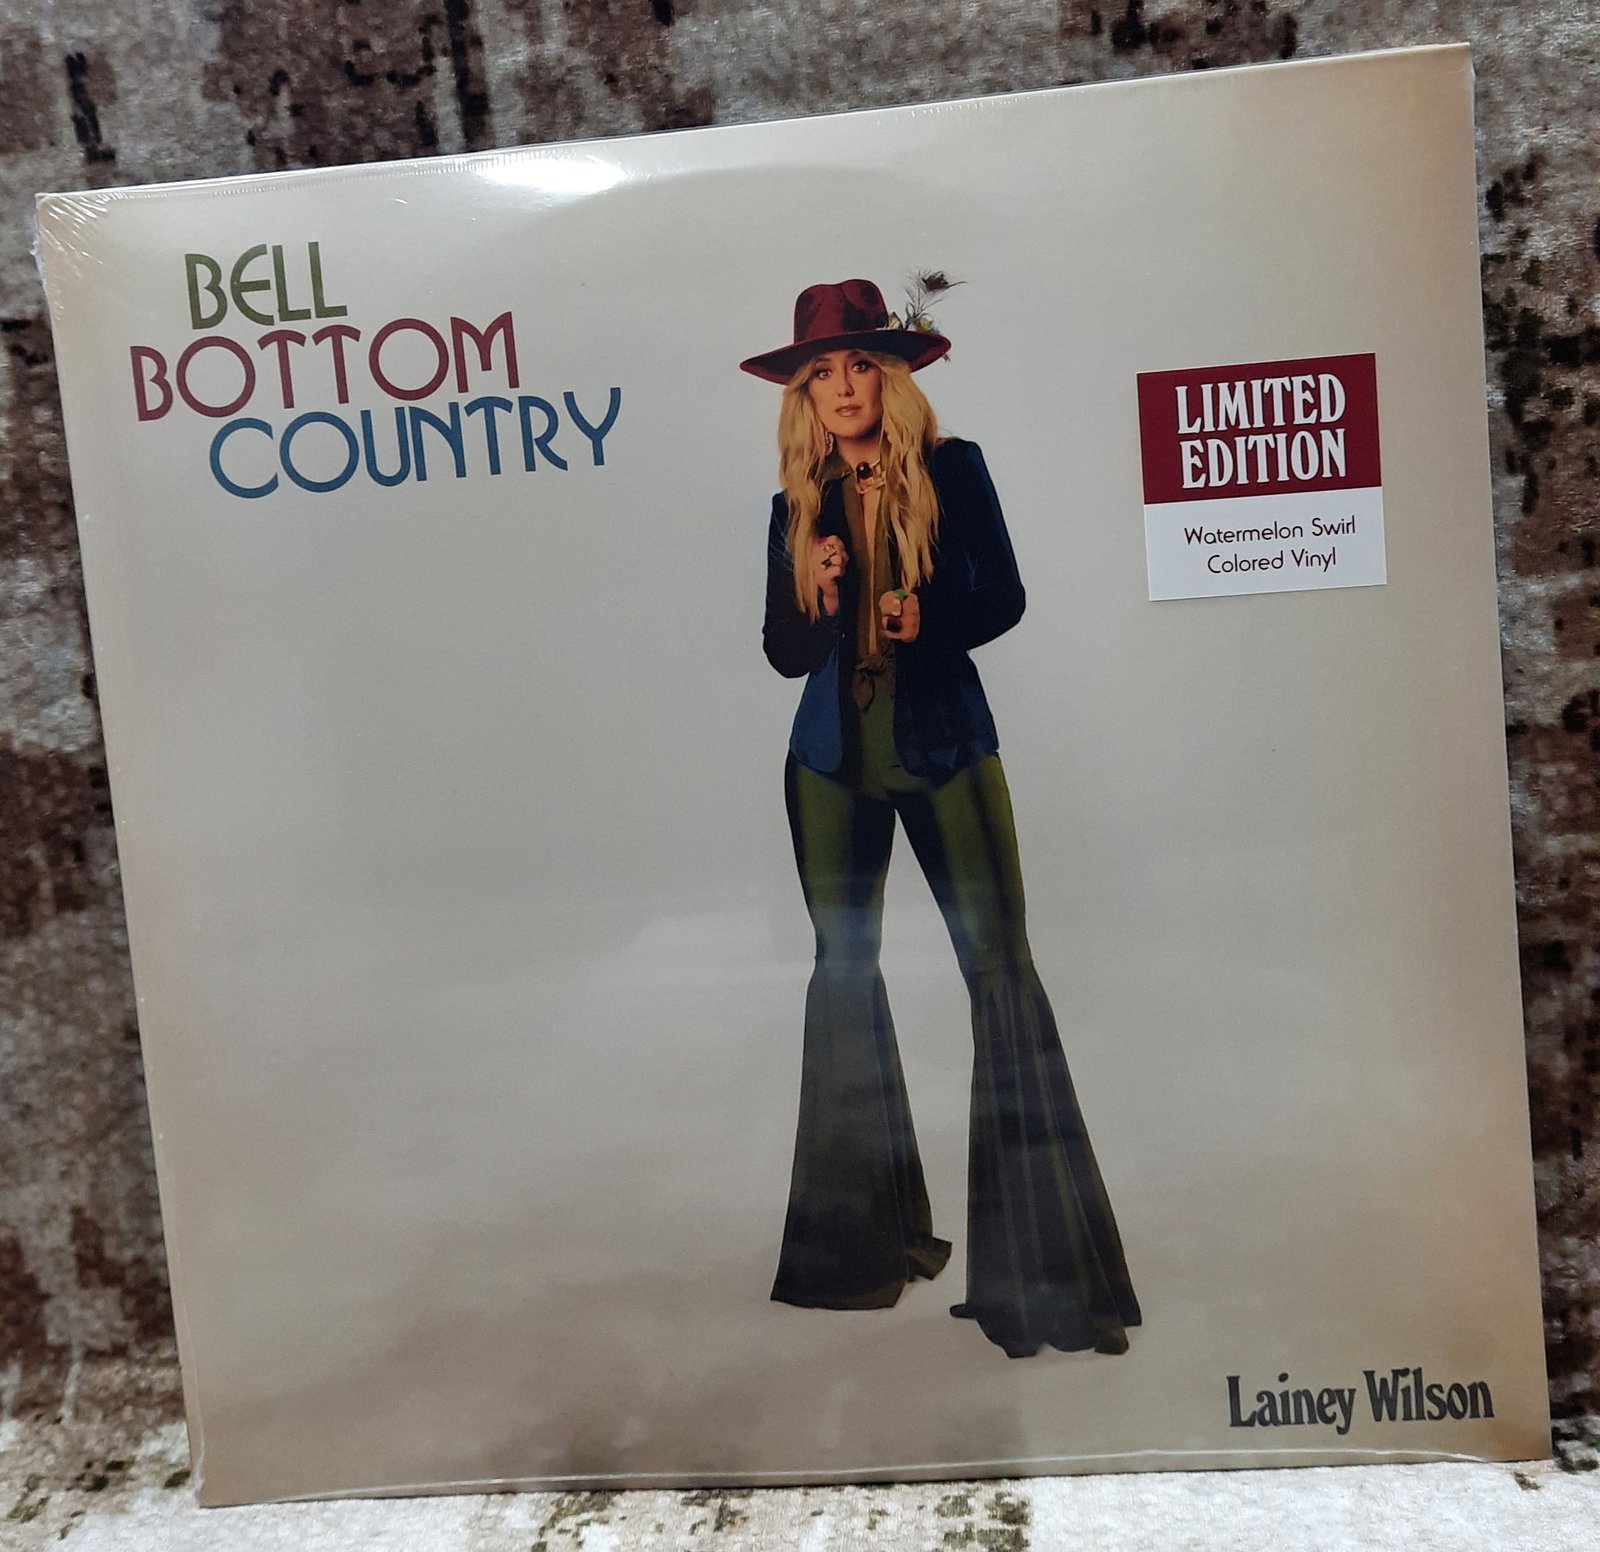 BELL
BOTTOM
COUNTRY
LIMITED
EDITION
Watermelon Swirl
Colored Vinyl
Lainey Wilson